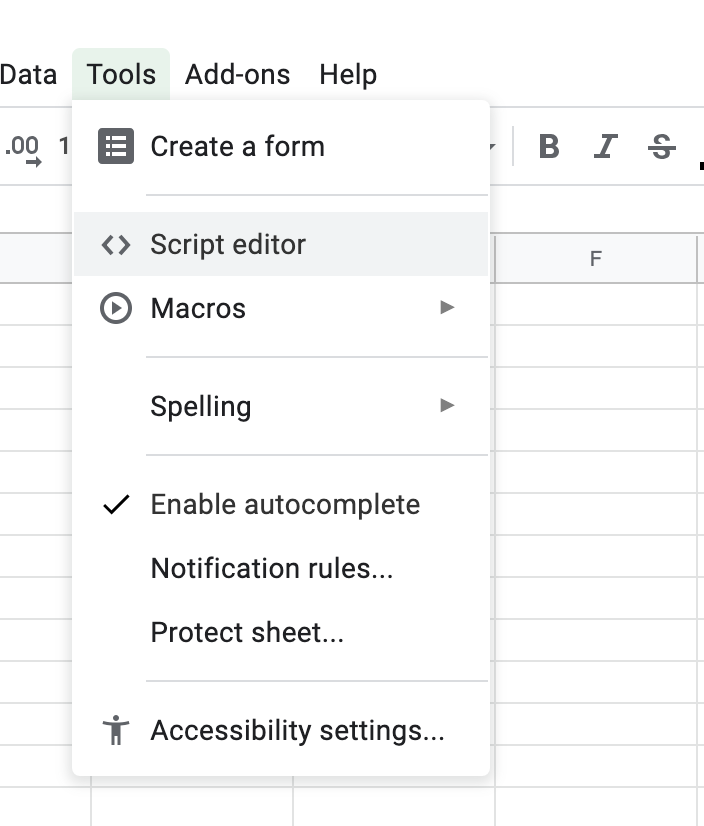 Data Tools Add-ons Help
.00 1 B I S
Create a form
Script editor
F
Macros
Spelling
Enable autocomplete
Notification rules...
Protect sheet...
Accessibility settings...